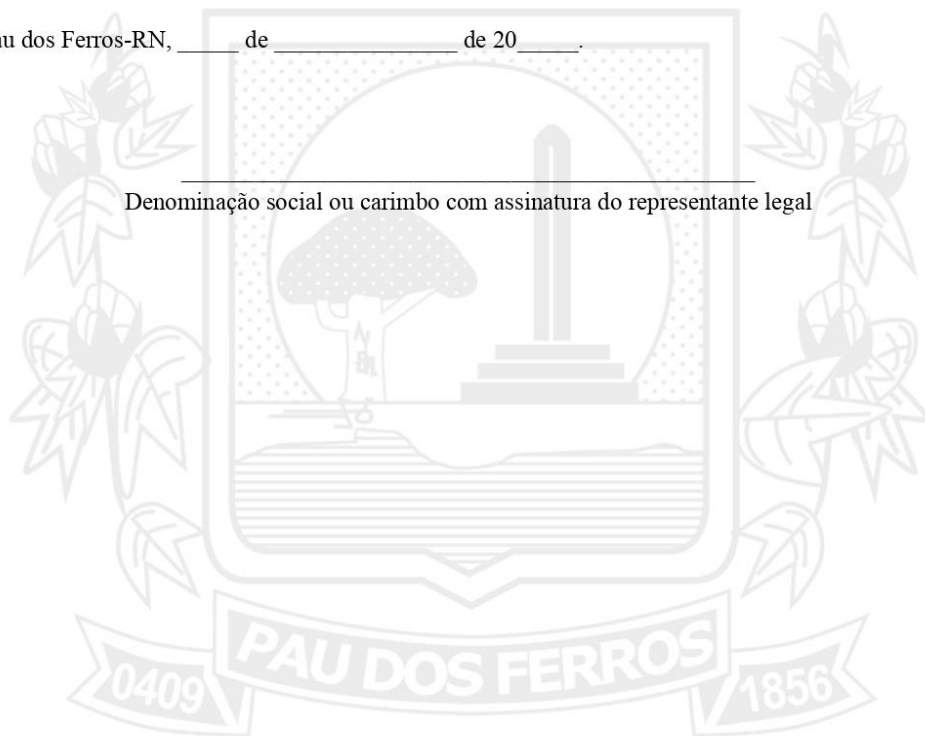 au dos Ferros-RN, _____ de _______________ de 20_____.
Denominação social ou carimbo com assinatura do representante legal
PAU DOS FERROS
0409
1856